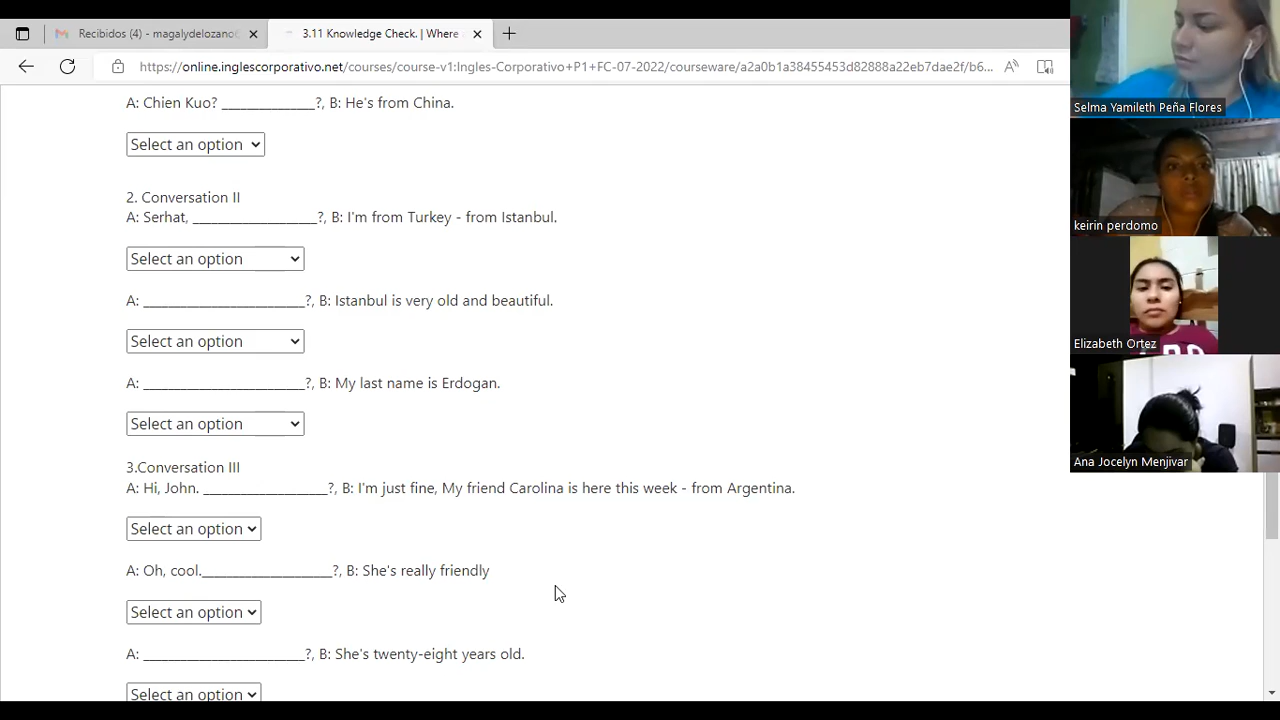 Recibidos (4) - magalydelozano
3.11 Knowledge Check. | Where
https://online.inglescorporativo.net/courses/course-v1:Ingles-Corporativo+P1+FC-07-2022/courseware/a2a0b1a38455453d82888a22eb7dae2f/b6...
A: Chien Kuo? _______________?, B: He's from China.
Select an option
2. Conversation II
A: Serhat, ____________________?, B: I'm from Turkey - from Istanbul.
Select an option
A: __________________________?, B: Istanbul is very old and beautiful.
Select an option
A: __________________________?, B: My last name is Erdogan.
Select an option
3.Conversation III
A: Hi, John. ____________________?, B: I'm just fine, My friend Carolina is here this week - from Argentina.
Select an option
A: Oh, cool._____________________?, B: She's really friendly
Select an option
A: __________________________?, B: She's twenty-eight years old.
Select an option
Selma Yamileth Peña Flores
keirin perdomo
Elizabeth Ortez
Ana Jocelyn Menjivar